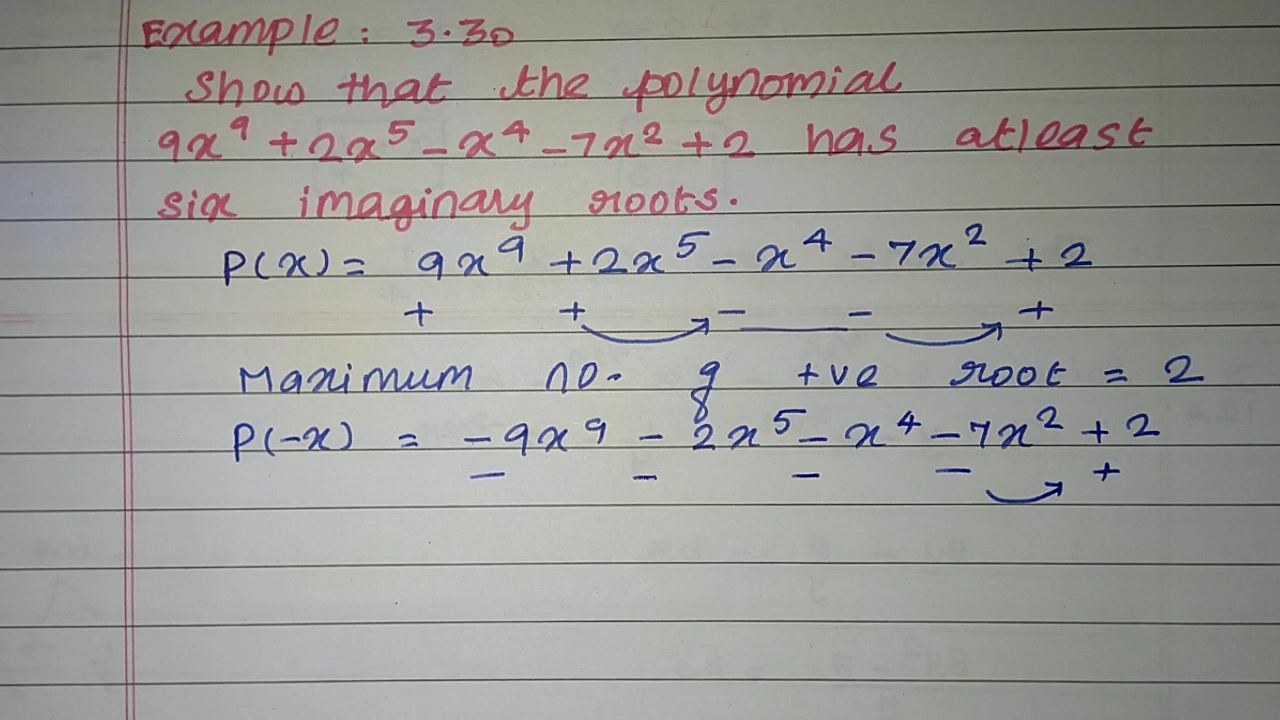 Example: 3.30
Show that the polynomial
9x⁹ + 2x⁵ - x⁴ - 7x² + 2 has atleast
six imaginary roots.
P(x) = 9x⁹ + 2x⁵ - x⁴ - 7x² + 2
+ + - - +
Maximum no. of +ve root = 2
P(-x) = -9x⁹ - 2x⁵ - x⁴ - 7x² + 2
- - - - +